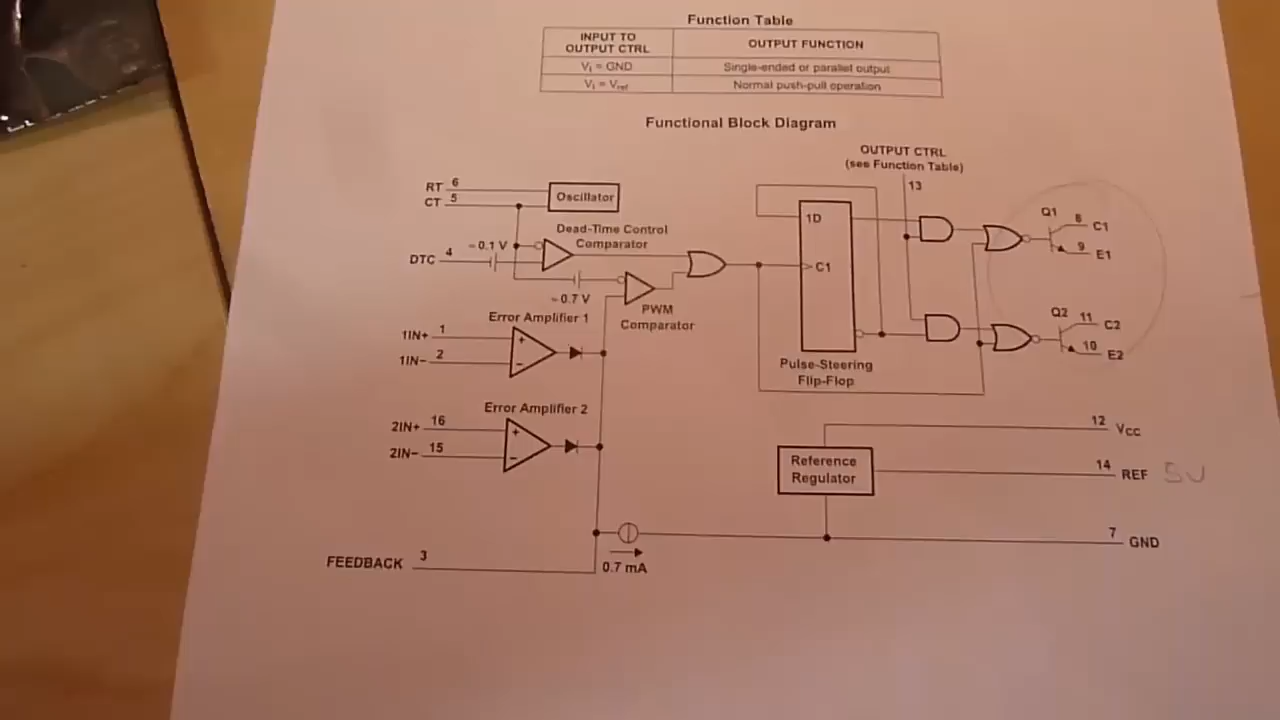 Function Table
INPUT TO OUTPUT CTRL
OUTPUT FUNCTION
VI = GND
Single-ended or parallel output
VI = Vref
Normal push-pull operation
Functional Block Diagram
OUTPUT CTRL
(see Function Table)
13
RT 6
CT 5
Oscillator
Dead-Time Control
Comparator
≈0.1 V
DTC 4
≈0.7 V
PWM
Comparator
1D
C1
Pulse-Steering
Flip-Flop
Q1
8 C1
9 E1
Q2
11 C2
10 E2
Error Amplifier 1
1IN+ 1
+
1IN− 2
−
Error Amplifier 2
2IN+ 16
+
2IN− 15
−
12 VCC
Reference
Regulator
14 REF 5V
7 GND
FEEDBACK 3
0.7 mA